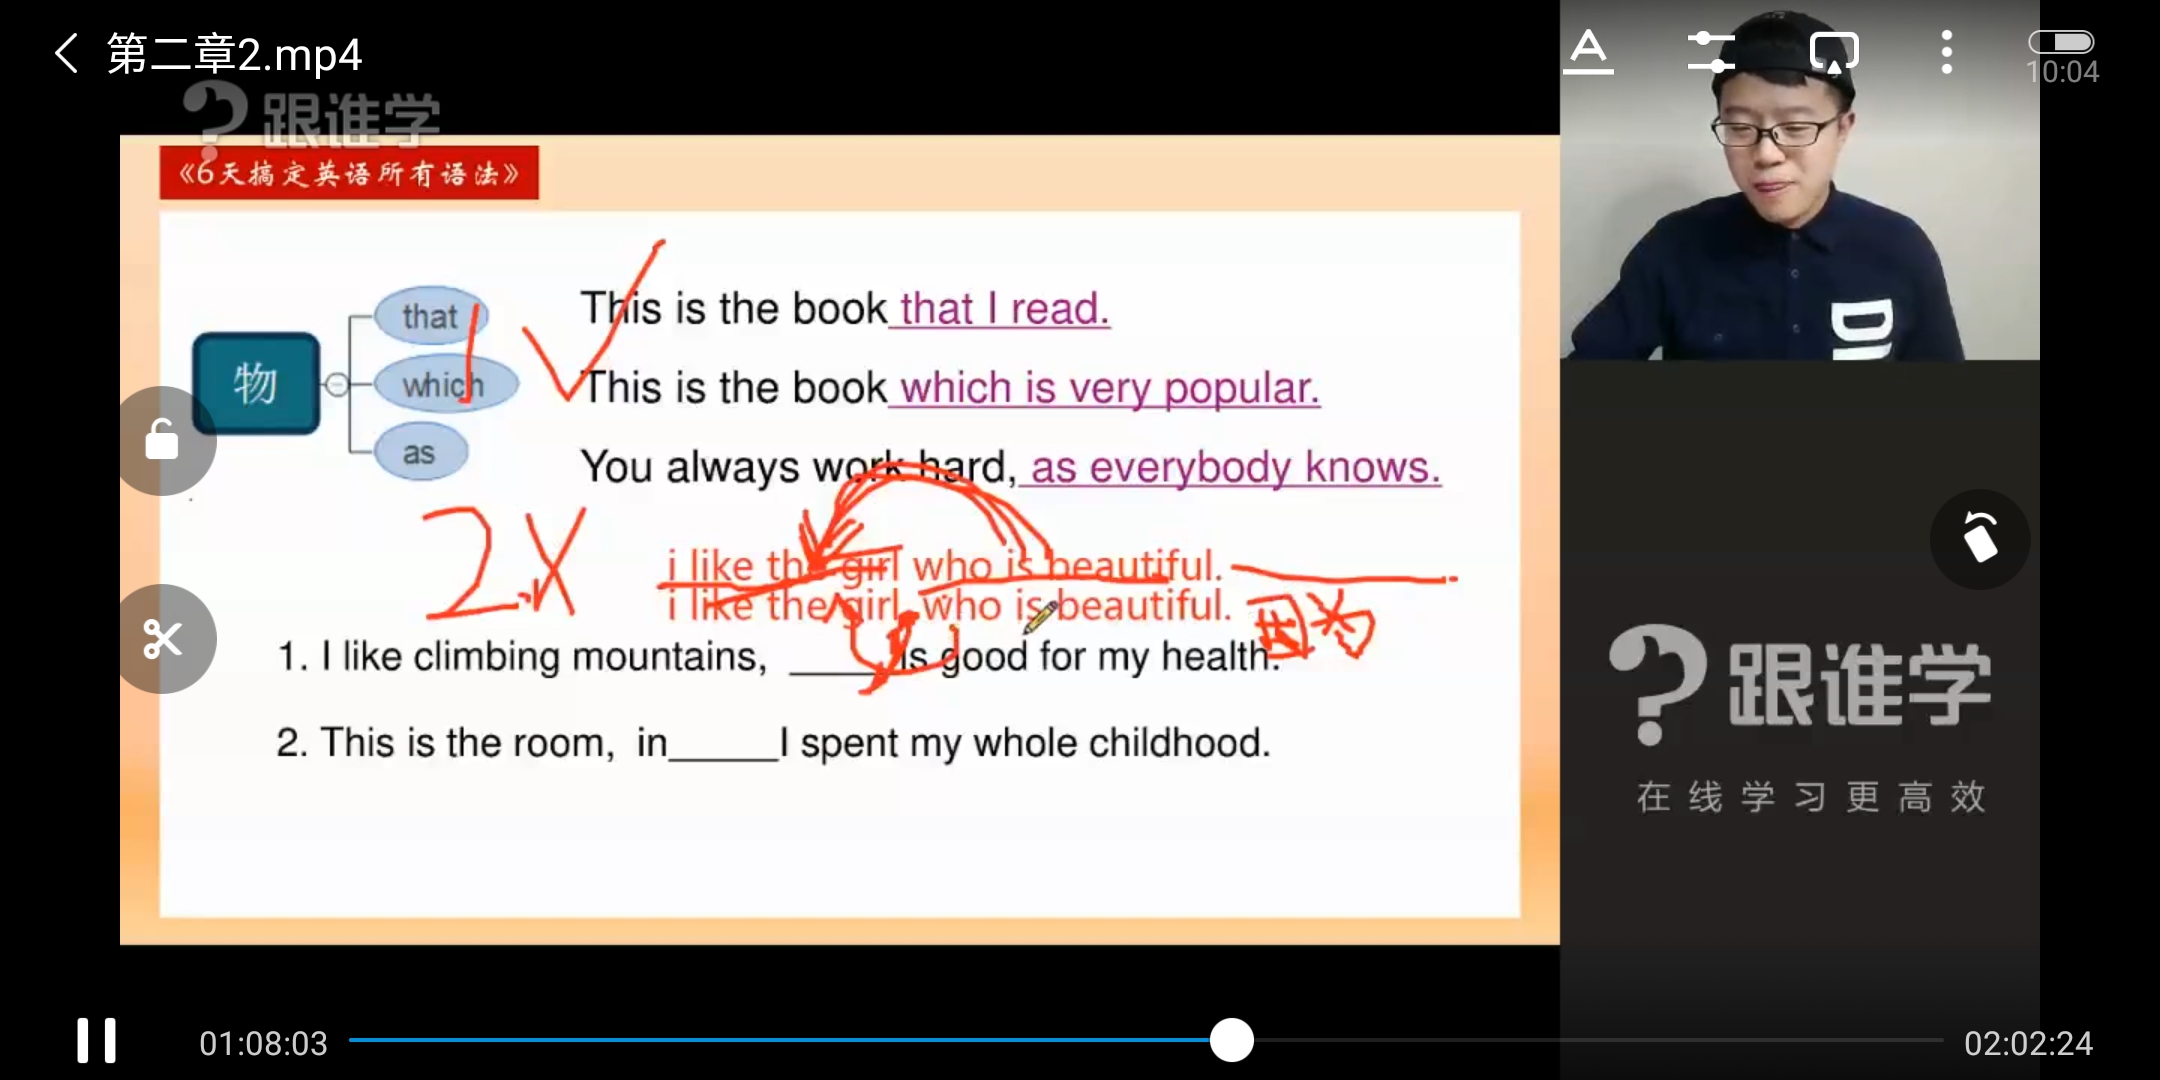 第二章2.mp4
10:04
跟谁学
《6天搞定英语所有语法》
物
that
which
as
This is the book that I read.
This is the book which is very popular.
You always work hard, as everybody knows.
2.X
i like the girl who is beautiful.
i like the girl, who is beautiful.
因为
1. I like climbing mountains, _____ is good for my health.
2. This is the room, in_____I spent my whole childhood.
DI
跟谁学
在线学习更高效
01:08:03
02:02:24